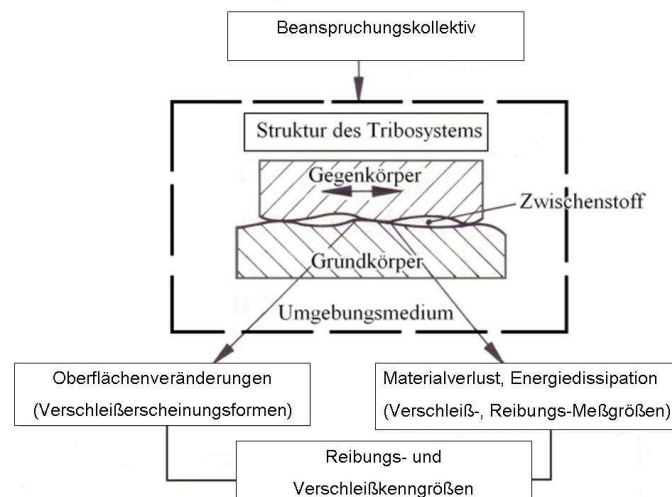 Beanspruchungskollektiv
Struktur des Tribosystems
Gegenkörper
Zwischenstoff
Grundkörper
Umgebungsmedium
Oberflächenveränderungen
(Verschleißerscheinungsformen)
Materialverlust, Energiedissipation
(Verschleiß-, Reibungs-Meßgrößen)
Reibungs- und
Verschleißkenngrößen